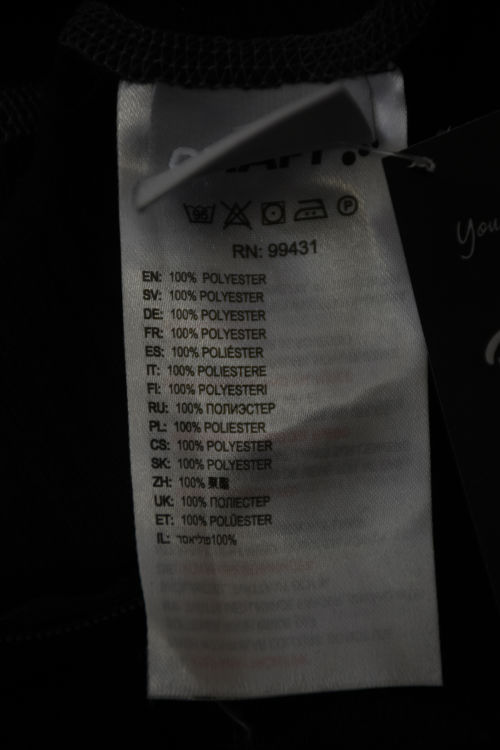 95
P
RN: 99431
EN: 100% POLYESTER
SV: 100% POLYESTER
DE: 100% POLYESTER
FR: 100% POLYESTER
ES: 100% POLIÉSTER
IT: 100% POLIESTERE
FI: 100% POLYESTERI
RU: 100% ПОЛИЭСТЕР
PL: 100% POLIESTER
CS: 100% POLYESTER
SK: 100% POLYESTER
ZH: 100% 聚酯
UK: 100% ПОЛІЕСТЕР
ET: 100% POLÜESTER
IL: 100%פוליאסטר
You